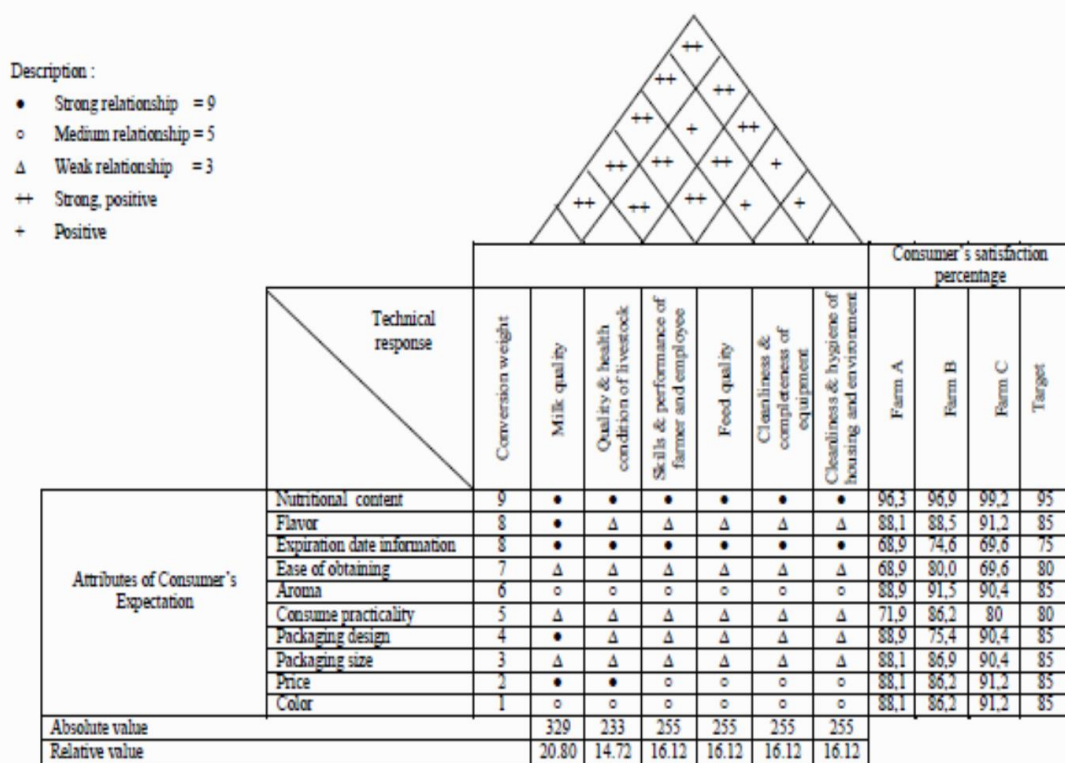 Description :
● Strong relationship = 9
○ Medium relationship = 5
Δ Weak relationship = 3
++ Strong, positive
+ Positive
++
++ ++
++ + ++
++ ++ ++ +
++ ++ ++ + +
Consumer's satisfaction
percentage
Technical
response
Conversion weight
Milk quality
Quality & health
condition of livestock
Skills & performance of
farmer and employee
Feed quality
Cleanliness &
completeness of
equipment
Cleanliness & hygiene of
housing and environment
Farm A
Farm B
Farm C
Target
Attributes of Consumer's
Expectation
Nutritional content 9 ● ● ● ● ● ● 96,3 96,9 99,2 95
Flavor 8 ● Δ Δ Δ Δ Δ 88,1 88,5 91,2 85
Expiration date information 8 ● ● ● ● ● ● 68,9 74,6 69,6 75
Ease of obtaining 7 Δ Δ Δ Δ Δ Δ 68,9 80,0 69,6 80
Aroma 6 ○ ○ ○ ○ ○ ○ 88,9 91,5 90,4 85
Consume practicality 5 Δ Δ Δ Δ Δ Δ 71,9 86,2 80 80
Packaging design 4 ● Δ Δ Δ Δ Δ 88,9 75,4 90,4 85
Packaging size 3 Δ Δ Δ Δ Δ Δ 88,1 86,9 90,4 85
Price 2 ● ● ○ ○ ○ ○ 88,1 86,2 91,2 85
Color 1 ○ ○ ○ ○ ○ ○ 88,1 86,2 91,2 85
Absolute value 329 233 255 255 255 255
Relative value 20.80 14.72 16.12 16.12 16.12 16.12